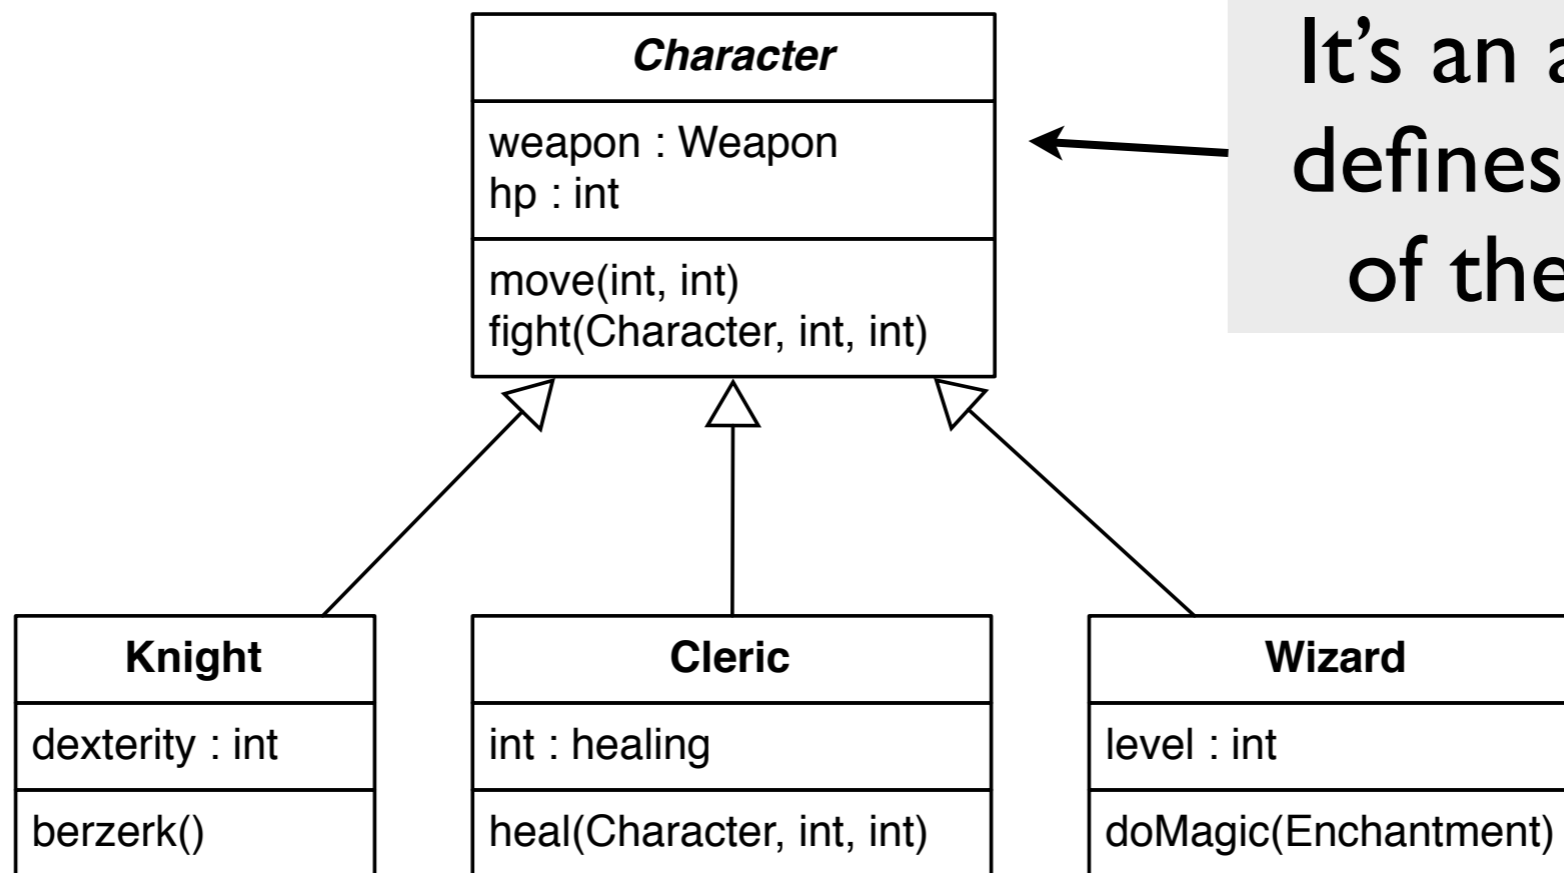 Character
weapon : Weapon
hp : int
move(int, int)
fight(Character, int, int)
It’s an
defines
of the
Knight
dexterity : int
berzerk()
Cleric
int : healing
heal(Character, int, int)
Wizard
level : int
doMagic(Enchantment)